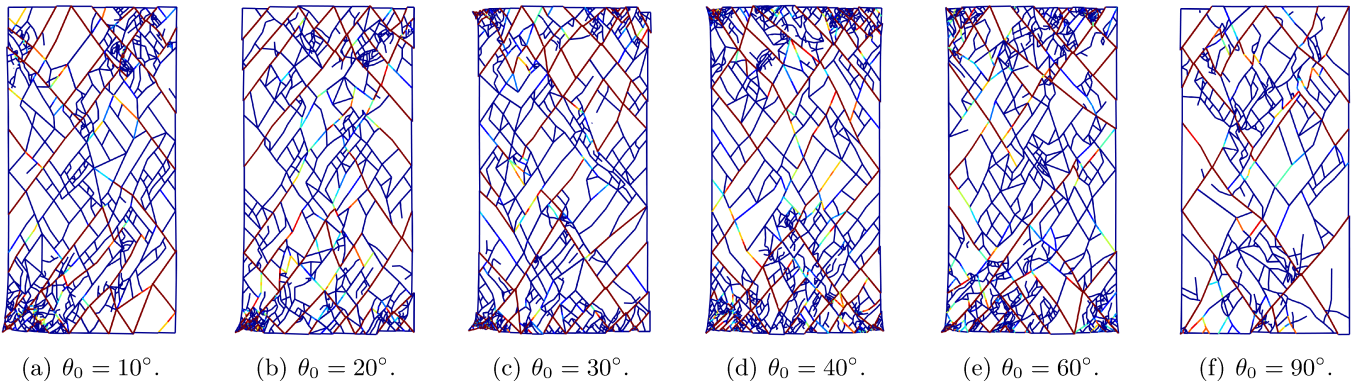 (a) θ₀ = 10°. (b) θ₀ = 20°. (c) θ₀ = 30°. (d) θ₀ = 40°. (e) θ₀ = 60°. (f) θ₀ = 90°.